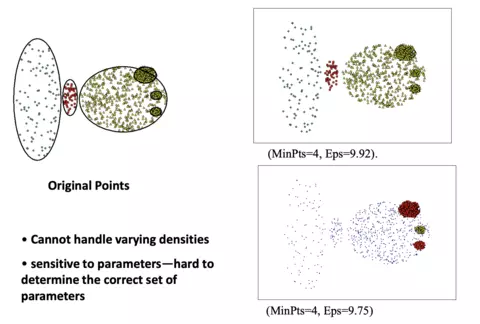 (MinPts=4, Eps=9.92).
Original Points
• Cannot handle varying densities
• sensitive to parameters—hard to
determine the correct set of
parameters
(MinPts=4, Eps=9.75)